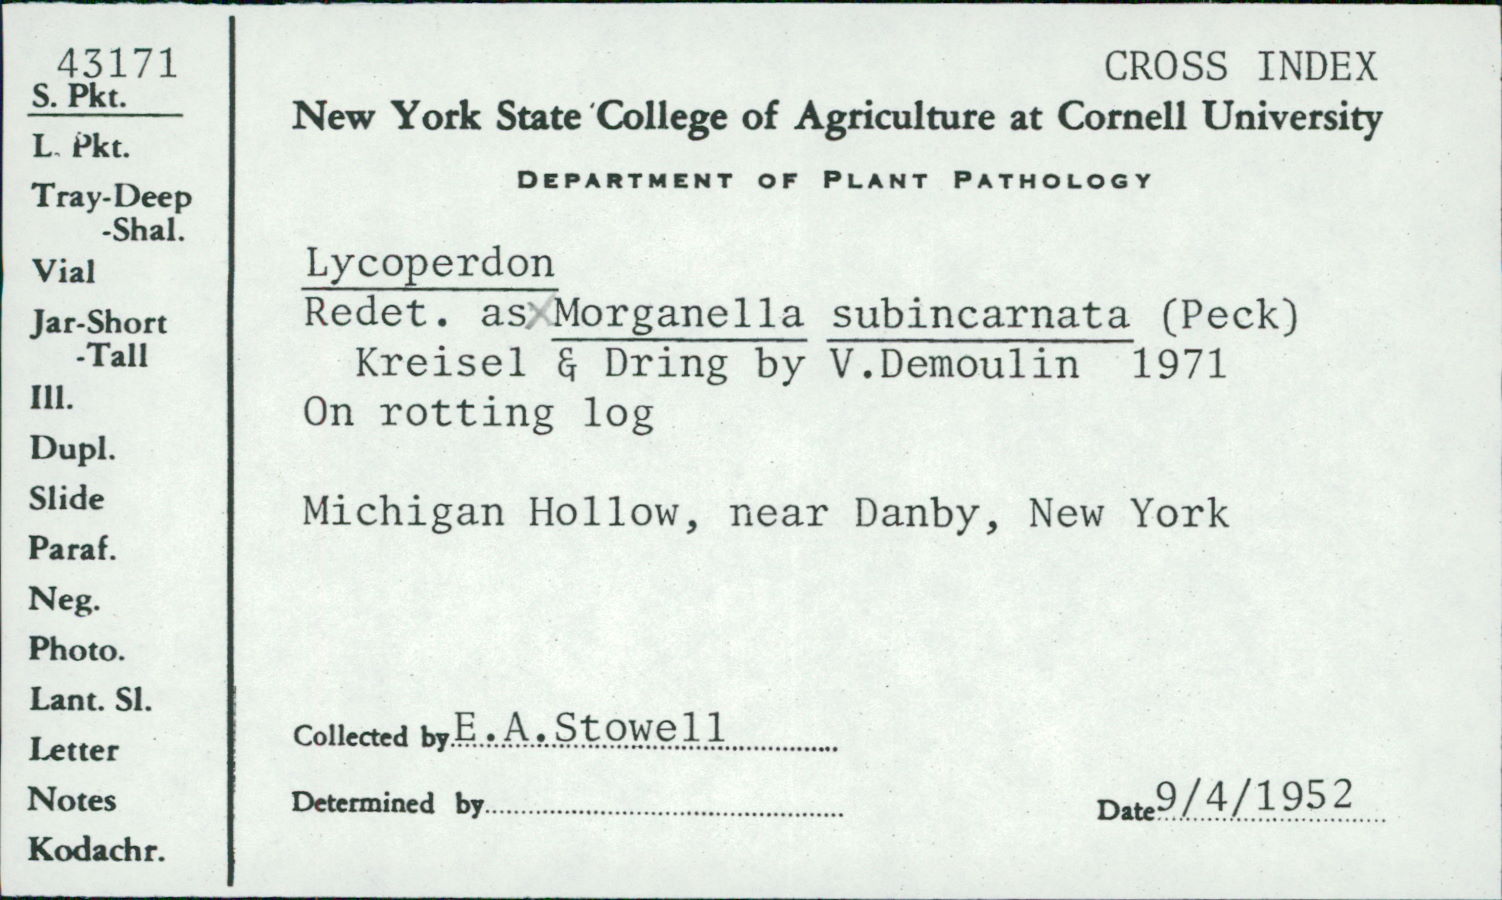 43171
S. Pkt.
L. Pkt.
Tray-Deep
-Shal.
Vial
Jar-Short
-Tall
Ill.
Dupl.
Slide
Paraf.
Neg.
Photo.
Lant. Sl.
Letter
Notes
Kodachr.
CROSS INDEX
New York State College of Agriculture at Cornell University
DEPARTMENT OF PLANT PATHOLOGY
Lycoperdon
Redet. as Morganella subincarnata (Peck)
Kreisel & Dring by V.Demoulin 1971
On rotting log
Michigan Hollow, near Danby, New York
Collected by E.A.Stowell
Determined by
Date 9/4/1952